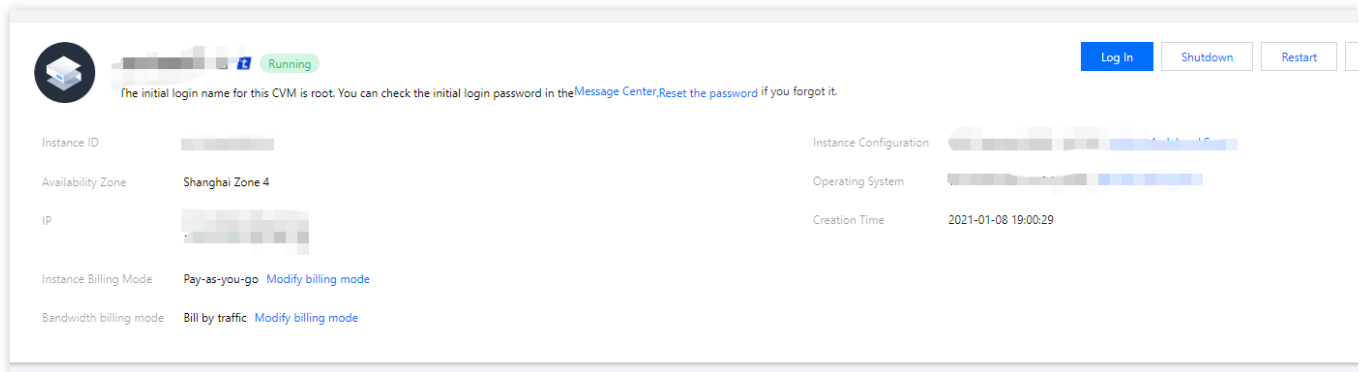 Running
Log In
Shutdown
Restart
The initial login name for this CVM is root. You can check the initial login password in the Message Center, Reset the password if you forgot it.
Instance ID
Instance Configuration
Availability Zone
Shanghai Zone 4
Operating System
IP
Creation Time
2021-01-08 19:00:29
Instance Billing Mode
Pay-as-you-go Modify billing mode
Bandwidth billing mode
Bill by traffic Modify billing mode